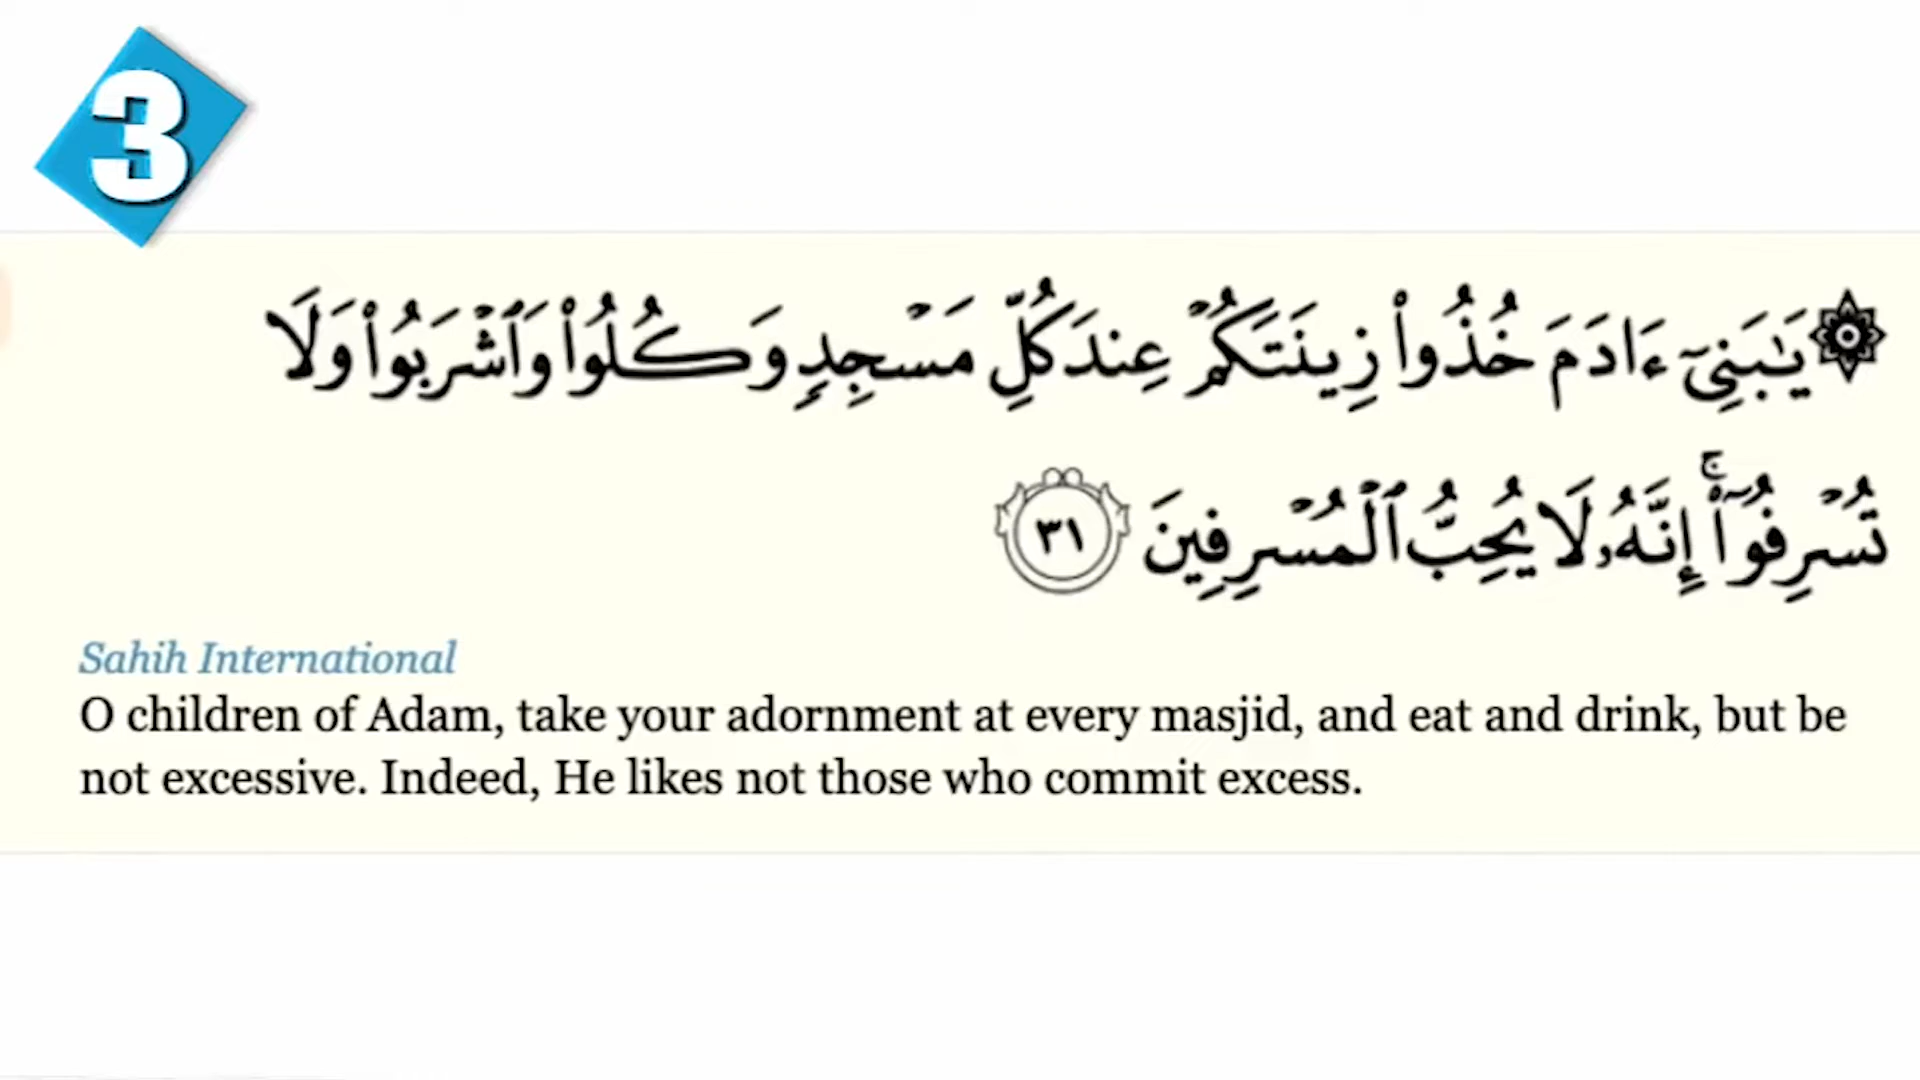 3
۞ يَٰبَنِىٓ ءَادَمَ خُذُوا۟ زِينَتَكُمْ عِندَ كُلِّ مَسْجِدٍ وَكُلُوا۟ وَٱشْرَبُوا۟ وَلَا
تُسْرِفُوٓا۟ ۚ إِنَّهُۥ لَا يُحِبُّ ٱلْمُسْرِفِينَ ٣١
Sahih International
O children of Adam, take your adornment at every masjid, and eat and drink, but be
not excessive. Indeed, He likes not those who commit excess.